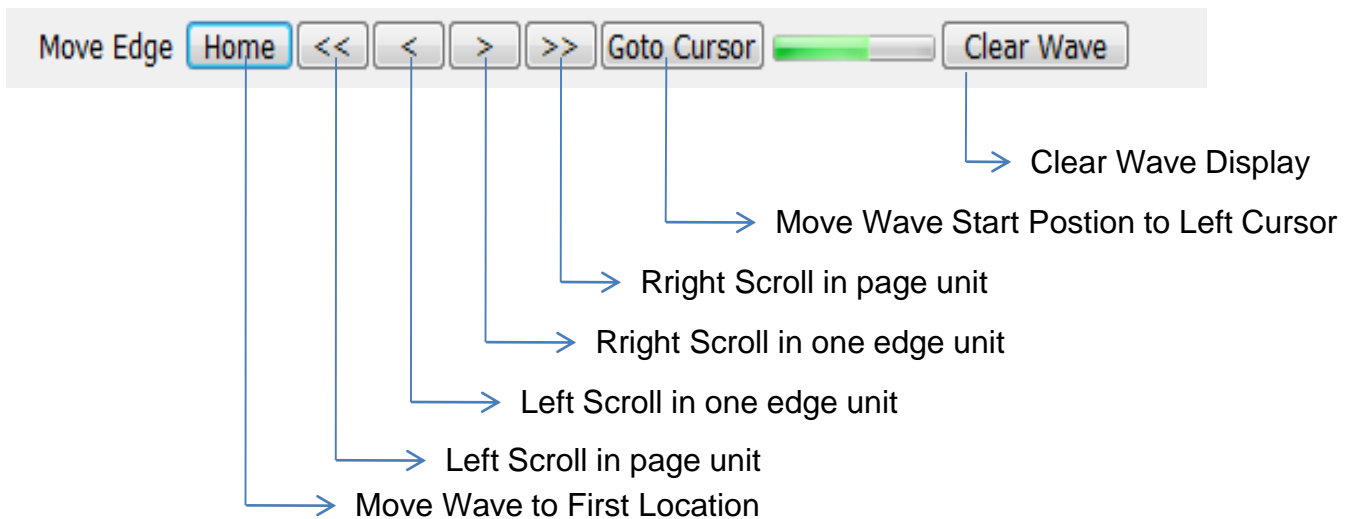 Move Edge Home << < > >> Goto Cursor Clear Wave
Clear Wave Display
Move Wave Start Postion to Left Cursor
Rright Scroll in page unit
Rright Scroll in one edge unit
Left Scroll in one edge unit
Left Scroll in page unit
Move Wave to First Location